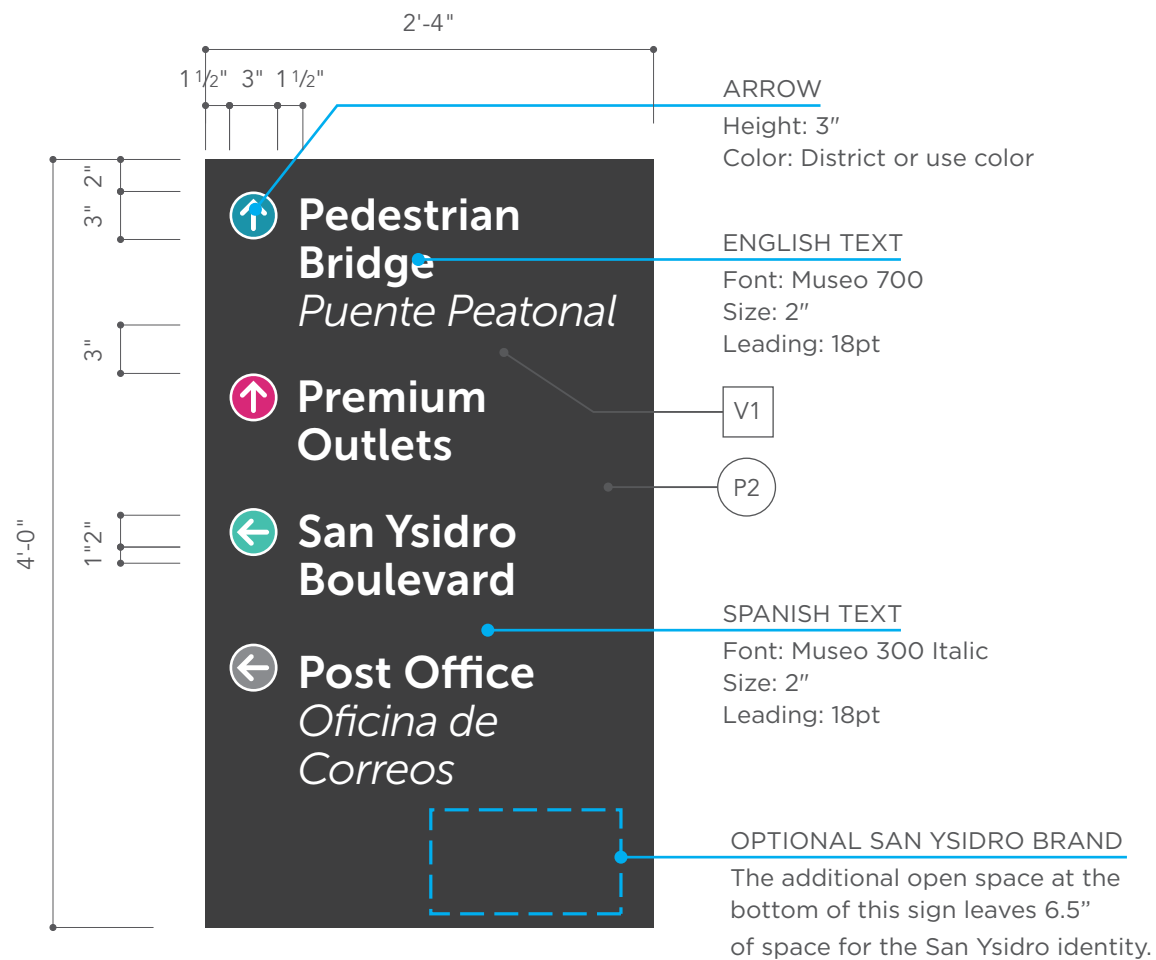 2'-4"
1 1/2" 3" 1 1/2"
ARROW
Height: 3"
Color: District or use color
2"
3"
3"
4'-0"
1"2"
Pedestrian
Bridge
Puente Peatonal
Premium
Outlets
San Ysidro
Boulevard
Post Office
Oficina de
Correos
ENGLISH TEXT
Font: Museo 700
Size: 2"
Leading: 18pt
V1
P2
SPANISH TEXT
Font: Museo 300 Italic
Size: 2"
Leading: 18pt
OPTIONAL SAN YSIDRO BRAND
The additional open space at the
bottom of this sign leaves 6.5”
of space for the San Ysidro identity.